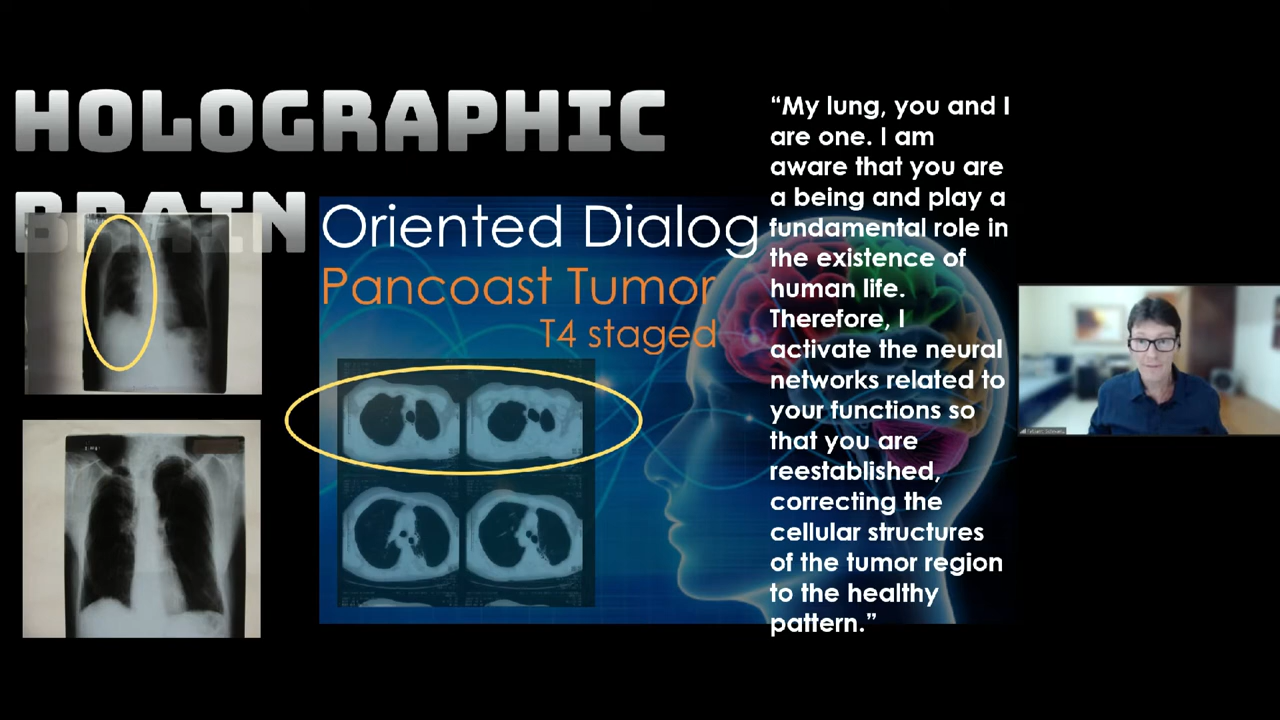 HOLOGRAPHIC
BRAIN
Oriented Dialog
Pancoast Tumor
T4 staged
“My lung, you and I
are one. I am
aware that you are
a being and play a
fundamental role in
the existence of
human life.
Therefore, I
activate the neural
networks related to
your functions so
that you are
reestablished,
correcting the
cellular structures
of the tumor region
to the healthy
pattern.”